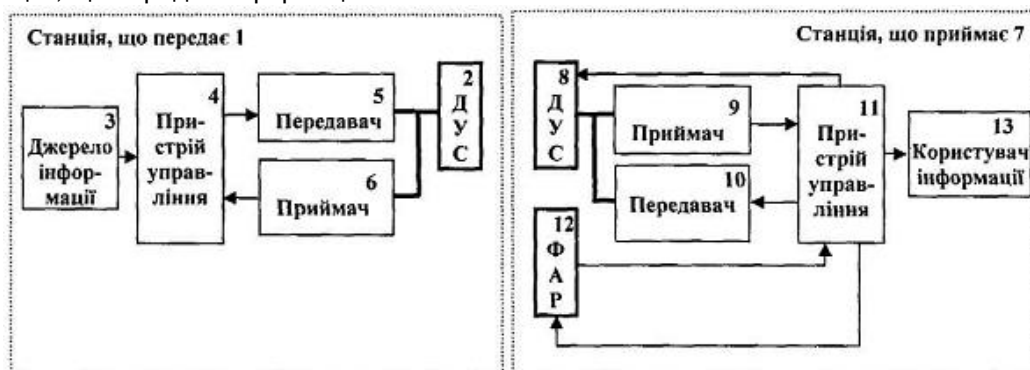 Станція, що передає 1
3
Джерело
інфор-
мації
4
При-
стрій
управ-
ління
5
Передавач
6
Приймач
2
Д
У
С
Станція, що приймає 7
8
Д
У
С
9
Приймач
10
Передавач
11
При-
стрій
управ-
ління
12
Ф
А
Р
13
Користувач
інформації